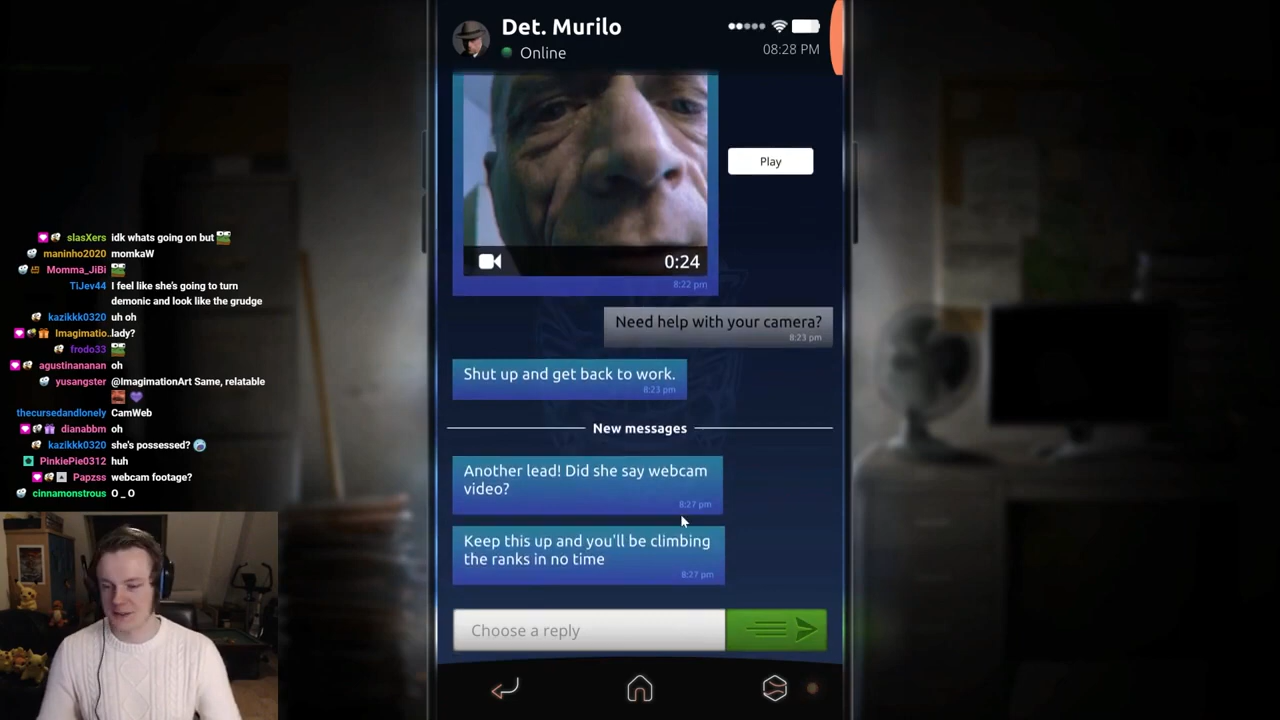 Det. Murilo
Online
08:28 PM
Play
0:24
8:22 pm
Need help with your camera?
8:23 pm
Shut up and get back to work.
8:23 pm
New messages
Another lead! Did she say webcam
video?
8:27 pm
Keep this up and you'll be climbing
the ranks in no time
8:27 pm
Choose a reply
slasXers idk whats going on but
maninho2020 momkaW
Momma_JiBi
TiJev44 I feel like she's going to turn
demonic and look like the grudge
kazikkk0320 uh oh
Imaginatio.. lady?
frodo33
agustinananan oh
yusangster @ImaginationArt Same, relatable
thecursedandlonely CamWeb
dianabbm oh
kazikkk0320 she's possessed?
PinkiePie0312 huh
Papzss webcam footage?
cinnamonstrous O _ O